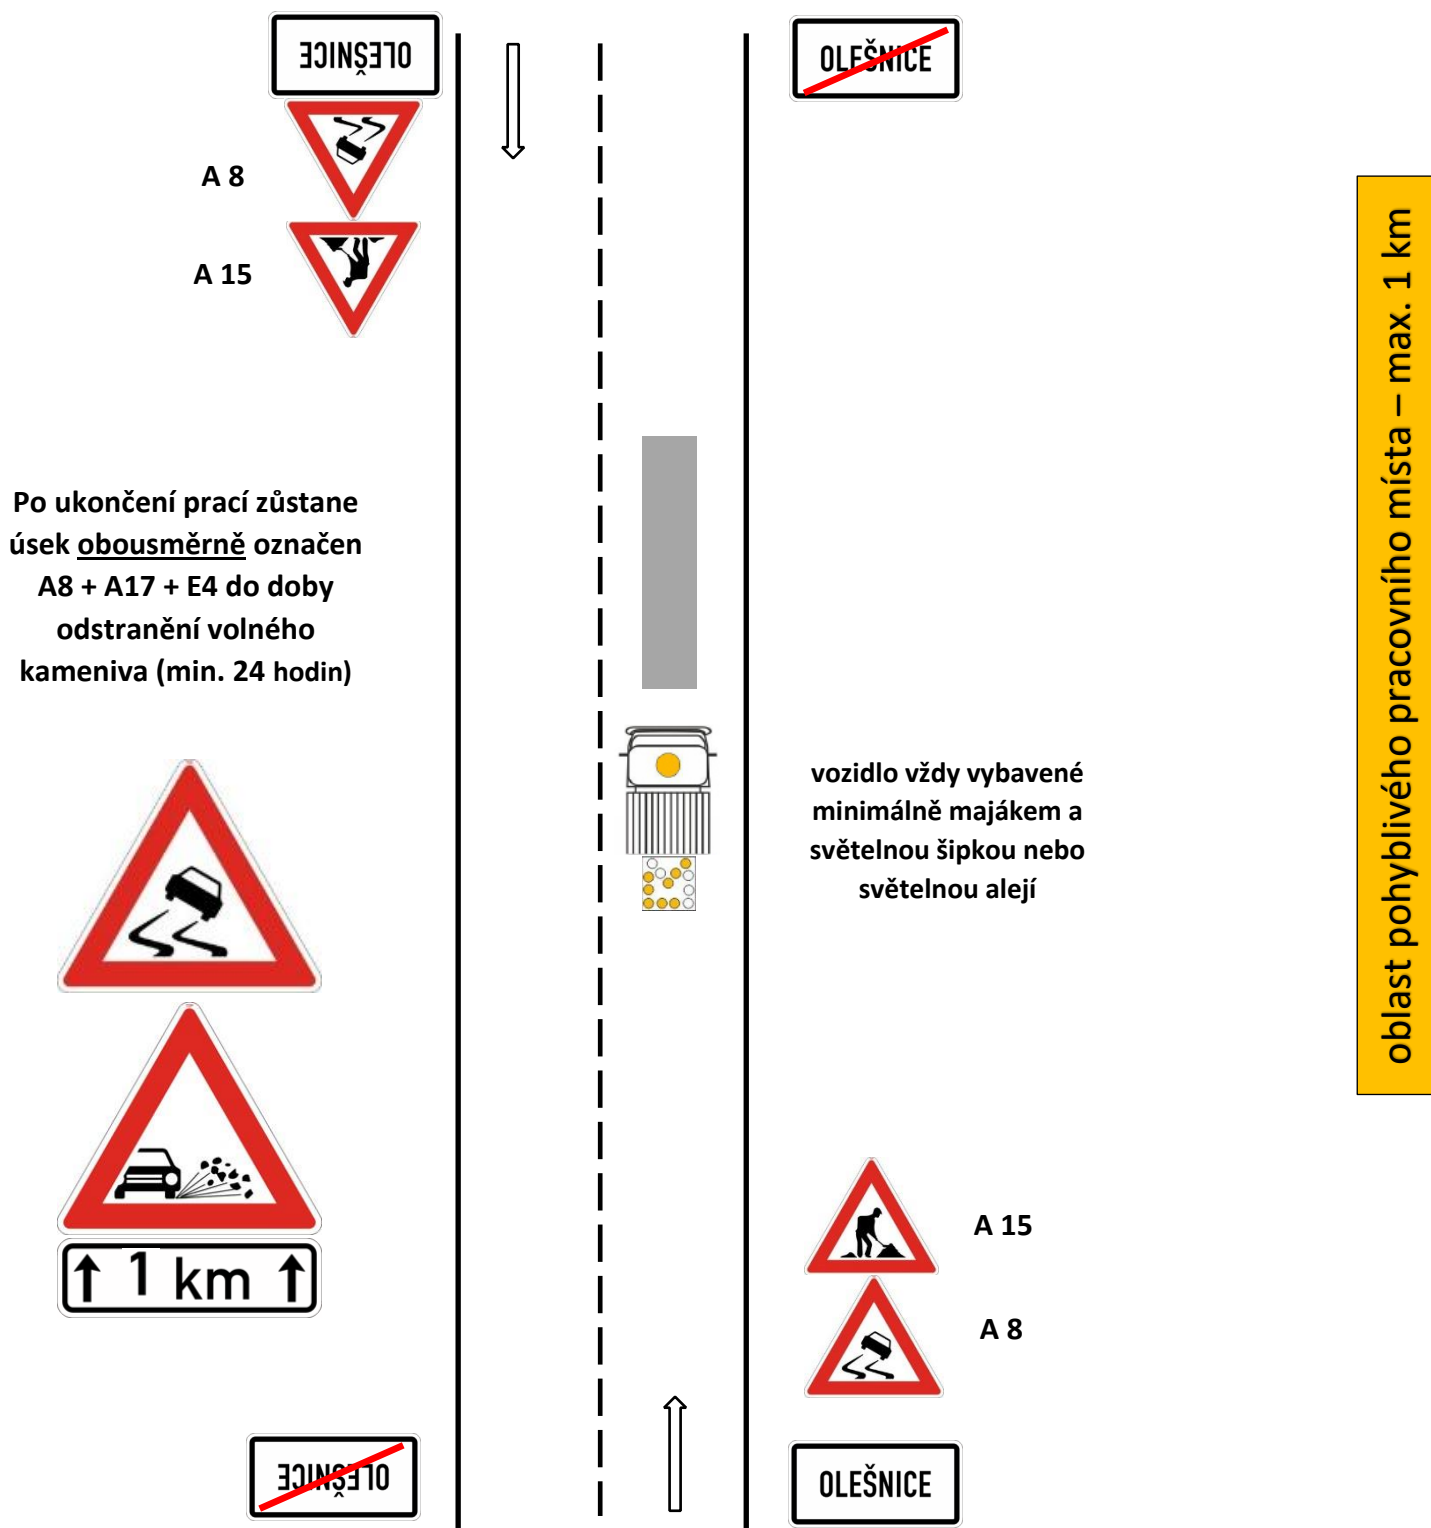 OLEŠNICE
OLEŠNICE
A 8
A 15
Po ukončení prací zůstane
úsek obousměrně označen
A8 + A17 + E4 do doby
odstranění volného
kameniva (min. 24 hodin)
vozidlo vždy vybavené
minimálně majákem a
světelnou šipkou nebo
světelnou alejí
oblast pohyblivého pracovního místa – max. 1 km
↑ 1 km ↑
A 15
A 8
OLEŠNICE
OLEŠNICE